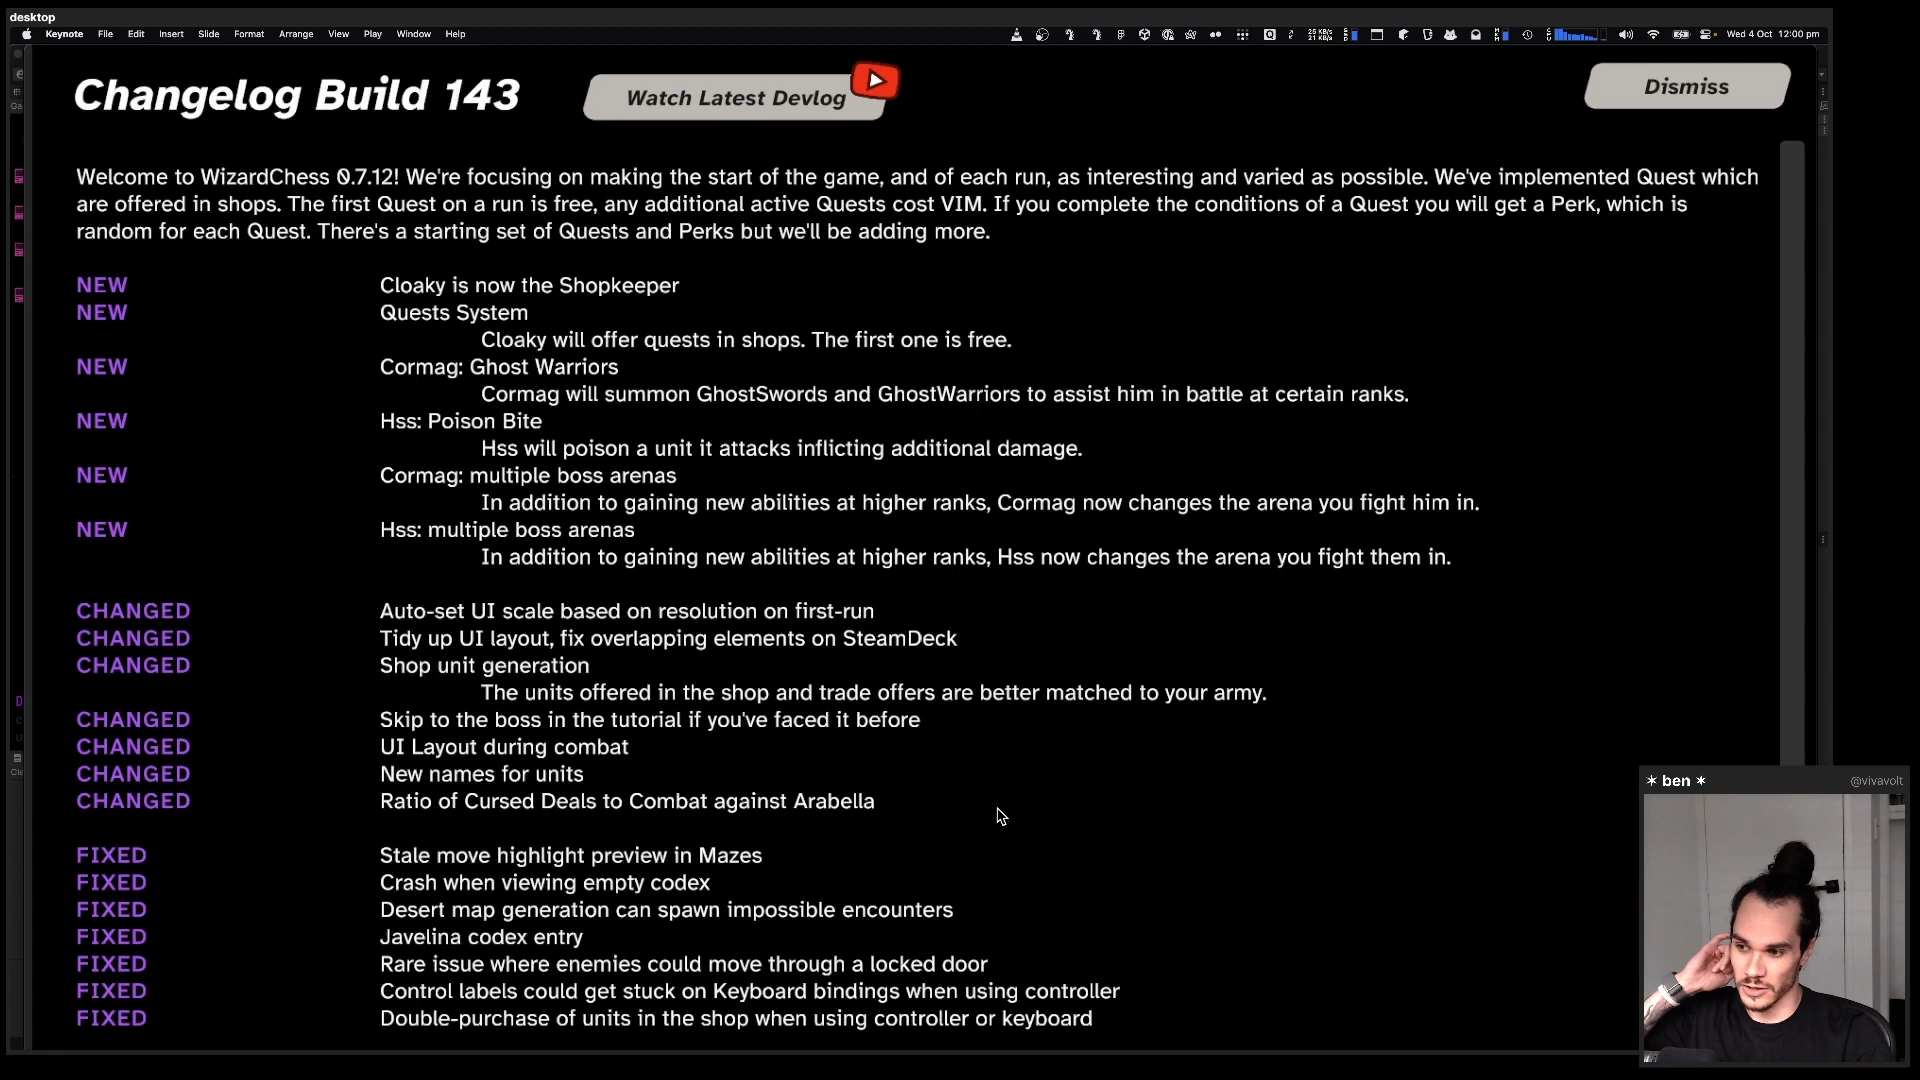 desktop
Keynote File Edit Insert Slide Format Arrange View Play Window Help
25 KB/s
21 KB/s
Wed 4 Oct 12:00 pm
Changelog Build 143
Watch Latest Devlog
Dismiss
Welcome to WizardChess 0.7.12! We're focusing on making the start of the game, and of each run, as interesting and varied as possible. We've implemented Quest which
are offered in shops. The first Quest on a run is free, any additional active Quests cost VIM. If you complete the conditions of a Quest you will get a Perk, which is
random for each Quest. There's a starting set of Quests and Perks but we'll be adding more.
NEW Cloaky is now the Shopkeeper
NEW Quests System
Cloaky will offer quests in shops. The first one is free.
NEW Cormag: Ghost Warriors
Cormag will summon GhostSwords and GhostWarriors to assist him in battle at certain ranks.
NEW Hss: Poison Bite
Hss will poison a unit it attacks inflicting additional damage.
NEW Cormag: multiple boss arenas
In addition to gaining new abilities at higher ranks, Cormag now changes the arena you fight him in.
NEW Hss: multiple boss arenas
In addition to gaining new abilities at higher ranks, Hss now changes the arena you fight them in.
CHANGED Auto-set UI scale based on resolution on first-run
CHANGED Tidy up UI layout, fix overlapping elements on SteamDeck
CHANGED Shop unit generation
The units offered in the shop and trade offers are better matched to your army.
CHANGED Skip to the boss in the tutorial if you've faced it before
CHANGED UI Layout during combat
CHANGED New names for units
CHANGED Ratio of Cursed Deals to Combat against Arabella
FIXED Stale move highlight preview in Mazes
FIXED Crash when viewing empty codex
FIXED Desert map generation can spawn impossible encounters
FIXED Javelina codex entry
FIXED Rare issue where enemies could move through a locked door
FIXED Control labels could get stuck on Keyboard bindings when using controller
FIXED Double-purchase of units in the shop when using controller or keyboard
✶ ben ✶ @vivavolt